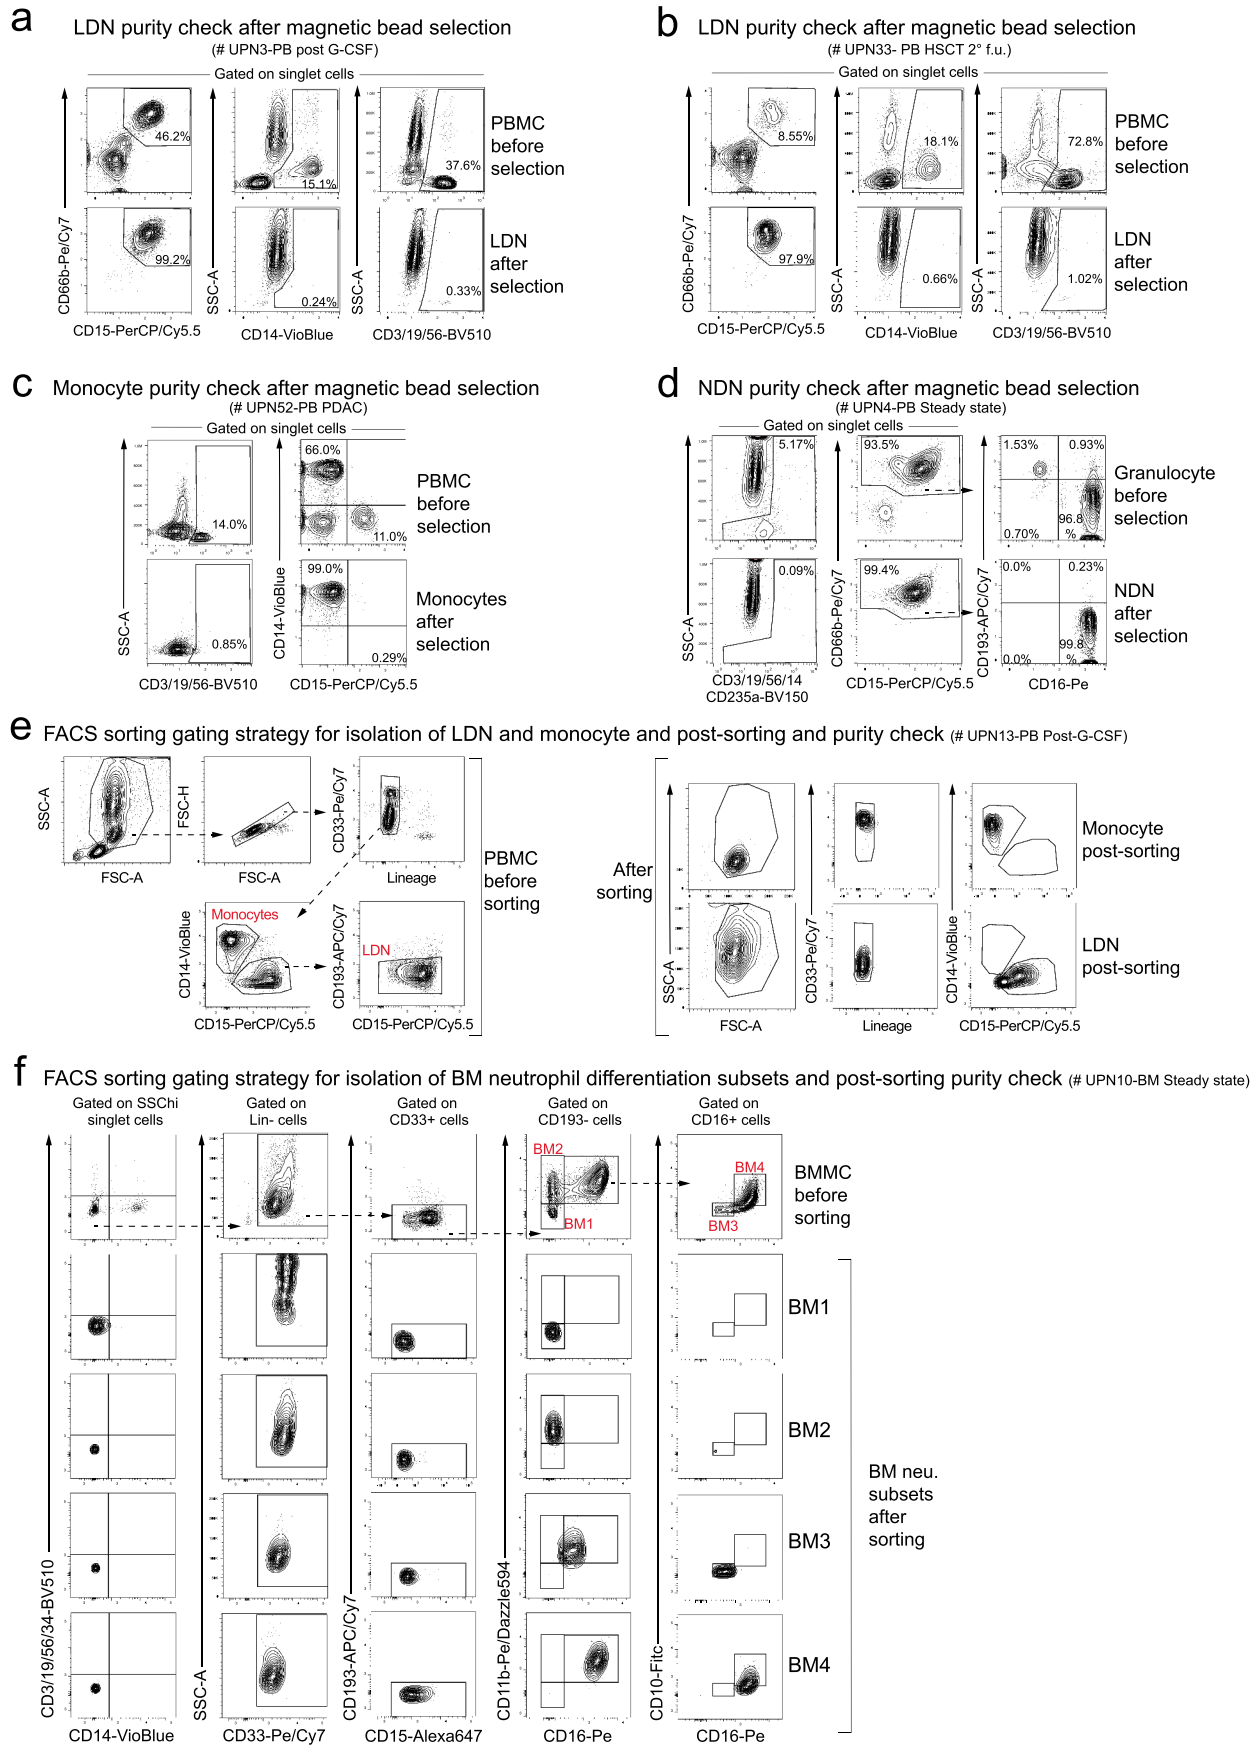 a
LDN purity check after magnetic bead selection
(# UPN3-PB post G-CSF)
Gated on singlet cells
46.2%
15.1%
37.6%
PBMC
before
selection
99.2%
0.24%
0.33%
LDN
after
selection
CD66b-Pe/Cy7
SSC-A
SSC-A
CD15-PerCP/Cy5.5
CD14-VioBlue
CD3/19/56-BV510
b
LDN purity check after magnetic bead selection
(# UPN33- PB HSCT 2° f.u.)
Gated on singlet cells
8.55%
18.1%
72.8%
PBMC
before
selection
97.9%
0.66%
1.02%
LDN
after
selection
CD66b-Pe/Cy7
SSC-A
SSC-A
CD15-PerCP/Cy5.5
CD14-VioBlue
CD3/19/56-BV510
c
Monocyte purity check after magnetic bead selection
(# UPN52-PB PDAC)
Gated on singlet cells
14.0%
66.0%
11.0%
PBMC
before
selection
0.85%
99.0%
0.29%
Monocytes
after
selection
SSC-A
CD14-VioBlue
CD3/19/56-BV510
CD15-PerCP/Cy5.5
d
NDN purity check after magnetic bead selection
(# UPN4-PB Steady state)
Gated on singlet cells
5.17%
93.5%
1.53%
0.93%
0.70%
96.8
%
Granulocyte
before
selection
0.09%
99.4%
0.0%
0.23%
0.0%
99.8
%
NDN
after
selection
SSC-A
CD66b-Pe/Cy7
CD193-APC/Cy7
CD3/19/56/14
CD235a-BV150
CD15-PerCP/Cy5.5
CD16-Pe
e
FACS sorting gating strategy for isolation of LDN and monocyte and post-sorting and purity check (# UPN13-PB Post-G-CSF)
SSC-A
FSC-A
FSC-H
FSC-A
CD33-Pe/Cy7
Lineage
Monocytes
CD14-VioBlue
CD15-PerCP/Cy5.5
LDN
CD193-APC/Cy7
CD15-PerCP/Cy5.5
PBMC
before
sorting
After
sorting
Monocyte
post-sorting
LDN
post-sorting
SSC-A
CD33-Pe/Cy7
CD14-VioBlue
FSC-A
Lineage
CD15-PerCP/Cy5.5
f
FACS sorting gating strategy for isolation of BM neutrophil differentiation subsets and post-sorting purity check (# UPN10-BM Steady state)
Gated on SSChi
singlet cells
Gated on
Lin- cells
Gated on
CD33+ cells
Gated on
CD193- cells
Gated on
CD16+ cells
BM2
BM1
BM4
BM3
BMMC
before
sorting
BM1
BM2
BM3
BM4
BM neu.
subsets
after
sorting
CD3/19/56/34-BV510
SSC-A
CD193-APC/Cy7
CD11b-Pe/Dazzle594
CD10-Fitc
CD14-VioBlue
CD33-Pe/Cy7
CD15-Alexa647
CD16-Pe
CD16-Pe